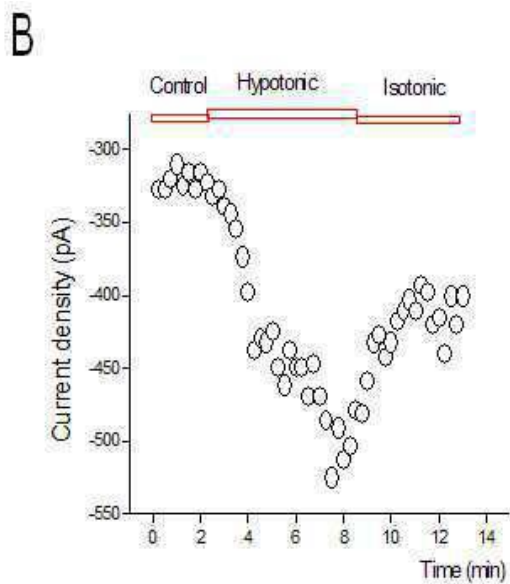 B
Control Hypotonic Isotonic
-300
-350
-400
-450
-500
-550
Current density (pA)
0 2 4 6 8 10 12 14
Time (min)